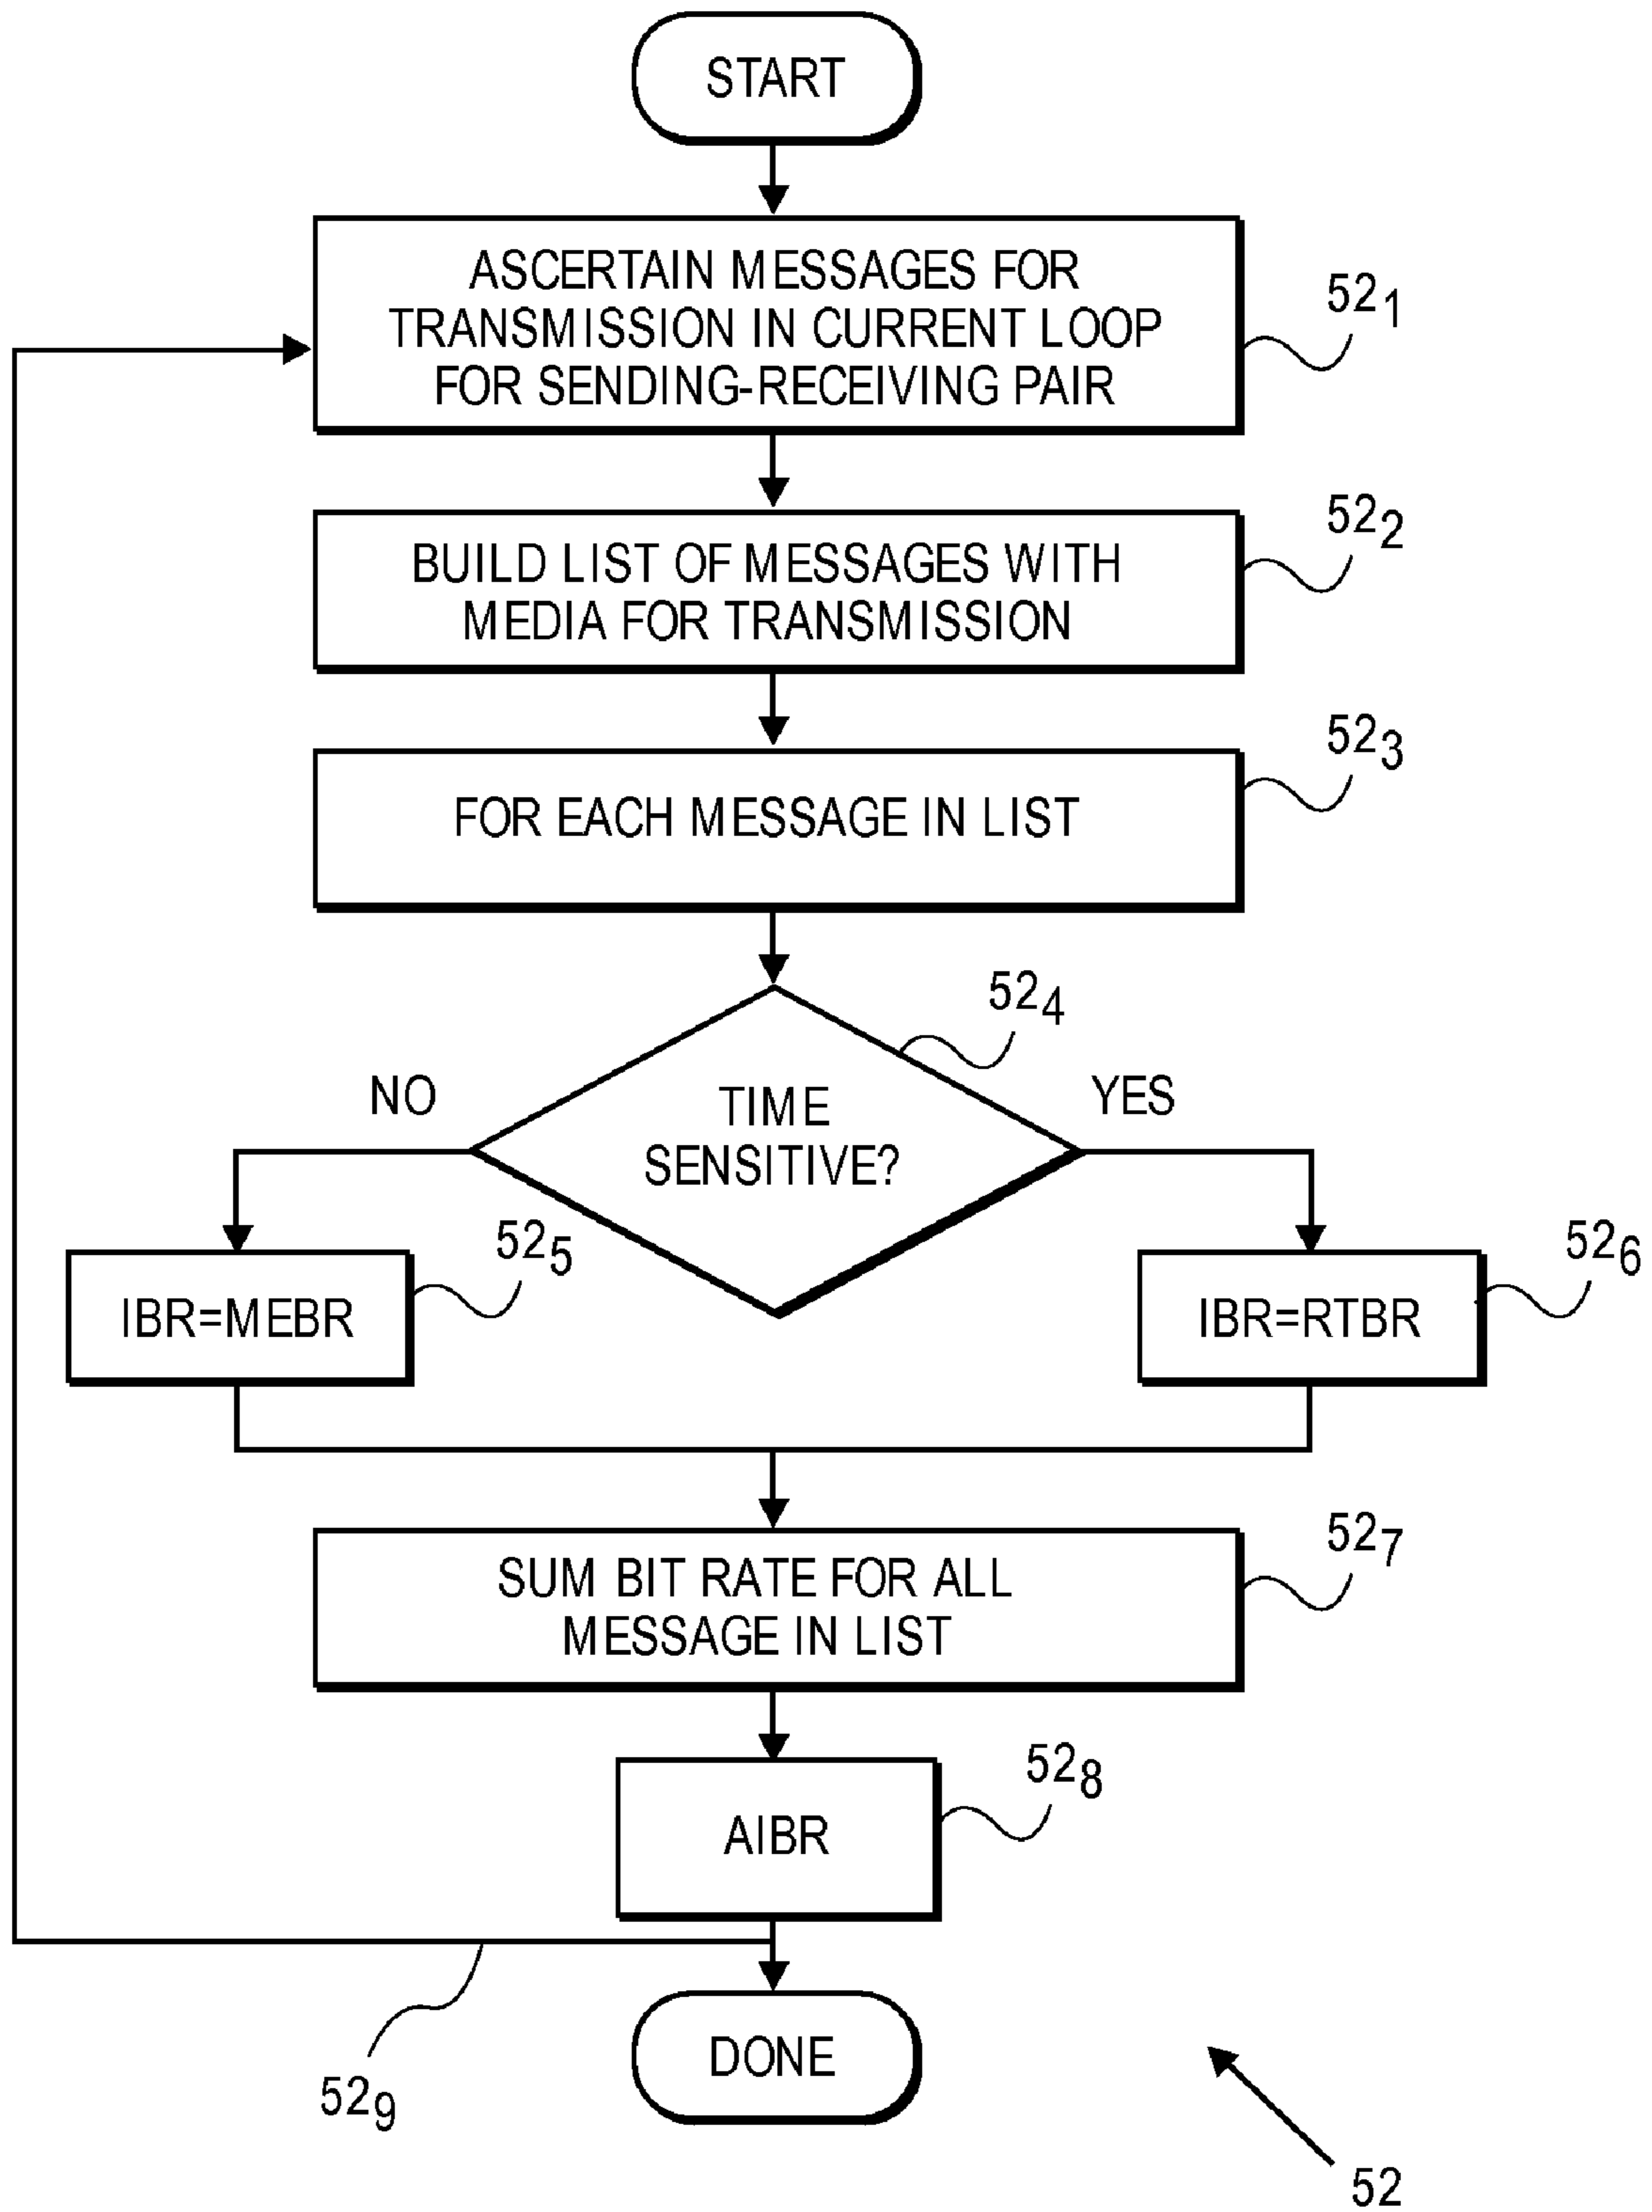 START
ASCERTAIN MESSAGES FOR
TRANSMISSION IN CURRENT LOOP
FOR SENDING-RECEIVING PAIR
52₁
52₂
BUILD LIST OF MESSAGES WITH
MEDIA FOR TRANSMISSION
52₃
FOR EACH MESSAGE IN LIST
52₄
NO
TIME
SENSITIVE?
YES
52₅
52₆
IBR=MEBR
IBR=RTBR
52₇
SUM BIT RATE FOR ALL
MESSAGE IN LIST
52₈
AIBR
DONE
52₉
52